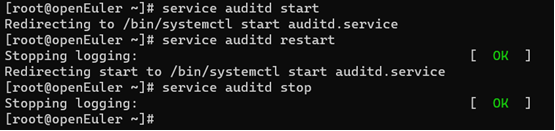 [root@openEuler ~]# service auditd start
Redirecting to /bin/systemctl start auditd.service
[root@openEuler ~]# service auditd restart
Stopping logging:                                          [  OK  ]
Redirecting start to /bin/systemctl start auditd.service
[root@openEuler ~]# service auditd stop
Stopping logging:                                          [  OK  ]
[root@openEuler ~]#